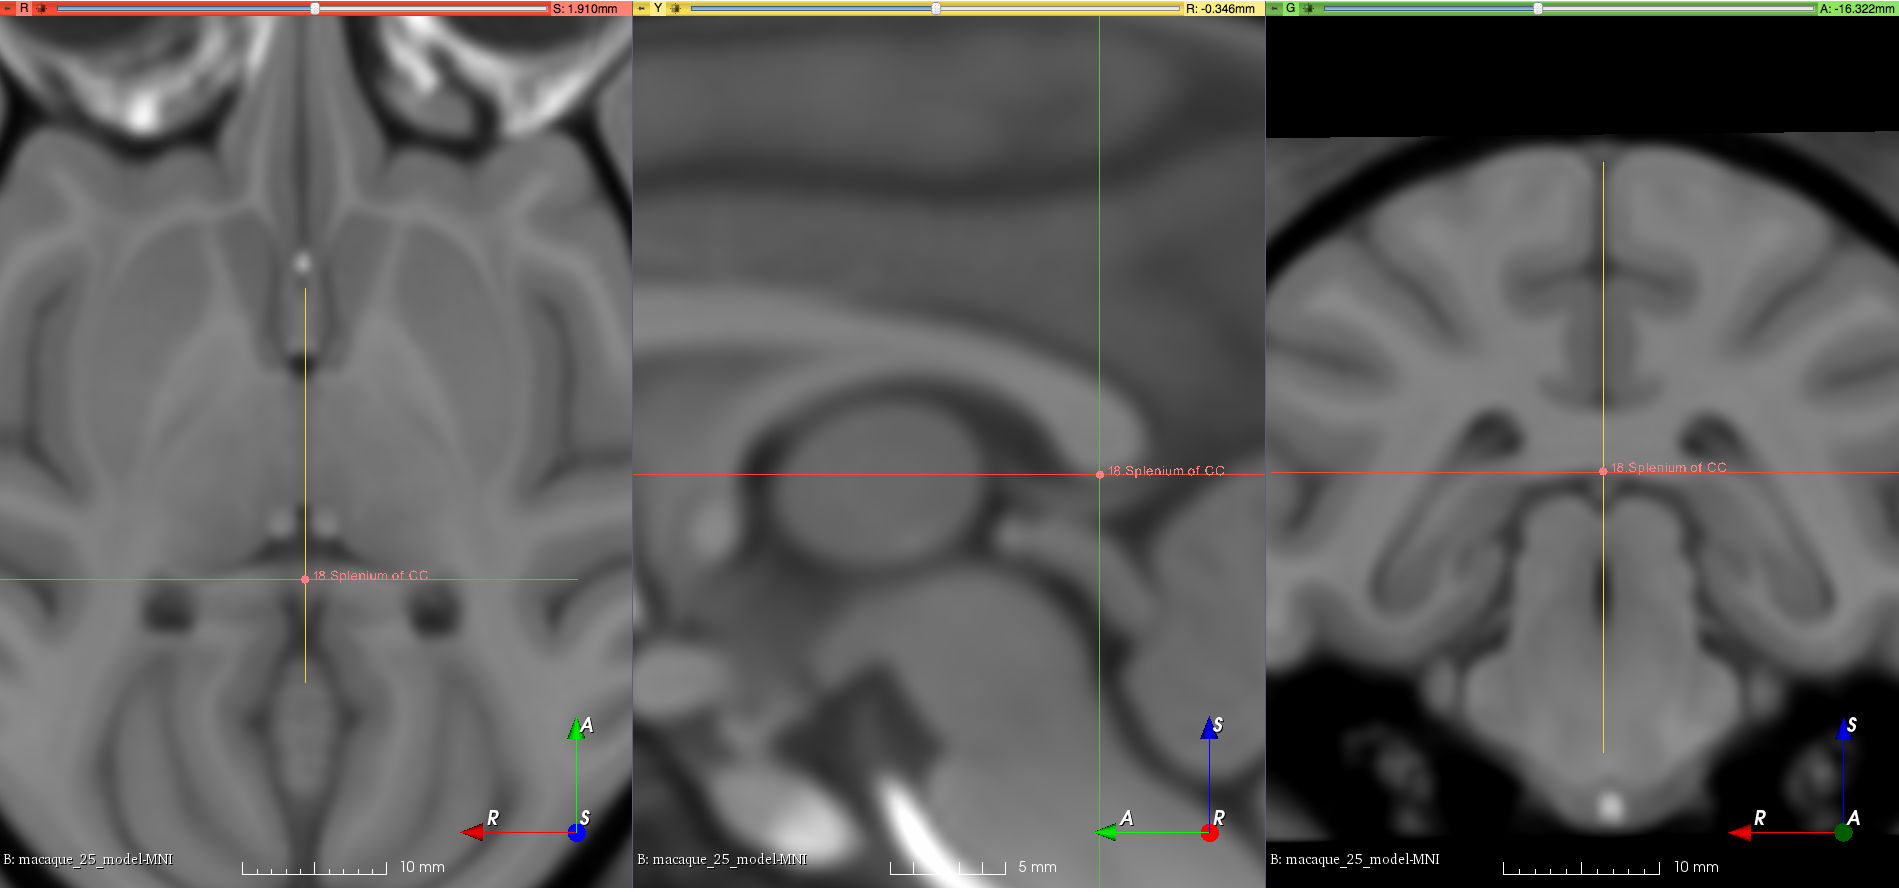 R
S: 1.910mm
Y
R: -0.346mm
G
A: -16.322mm
18.Splenium of CC
A
R
S
B: macaque_25_model-MNI
10 mm
18.Splenium of CC
S
A
R
B: macaque_25_model-MNI
5 mm
18.Splenium of CC
S
R
A
B: macaque_25_model-MNI
10 mm